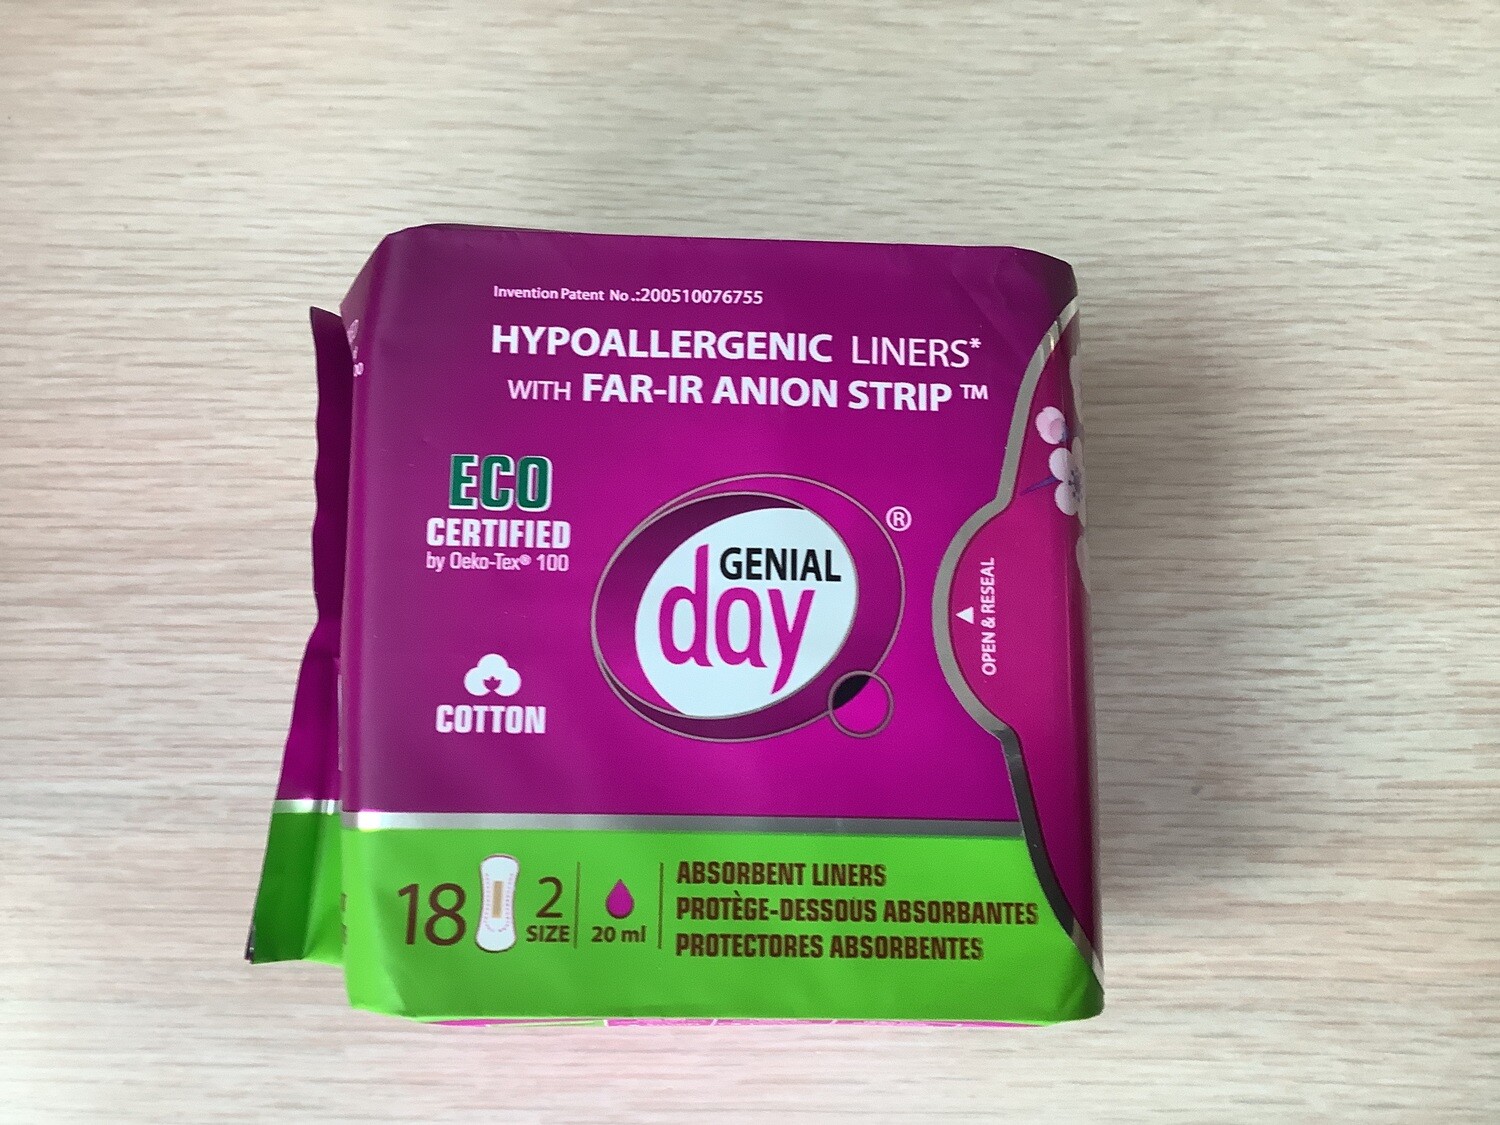 Invention Patent No.:200510076755
HYPOALLERGENIC LINERS*
WITH FAR-IR ANION STRIP ™
ECO
CERTIFIED
by Oeko-Tex® 100
GENIAL
day
®
COTTON
OPEN & RESEAL
18
2
SIZE
20 ml
ABSORBENT LINERS
PROTÈGE-DESSOUS ABSORBANTES
PROTECTORES ABSORBENTES